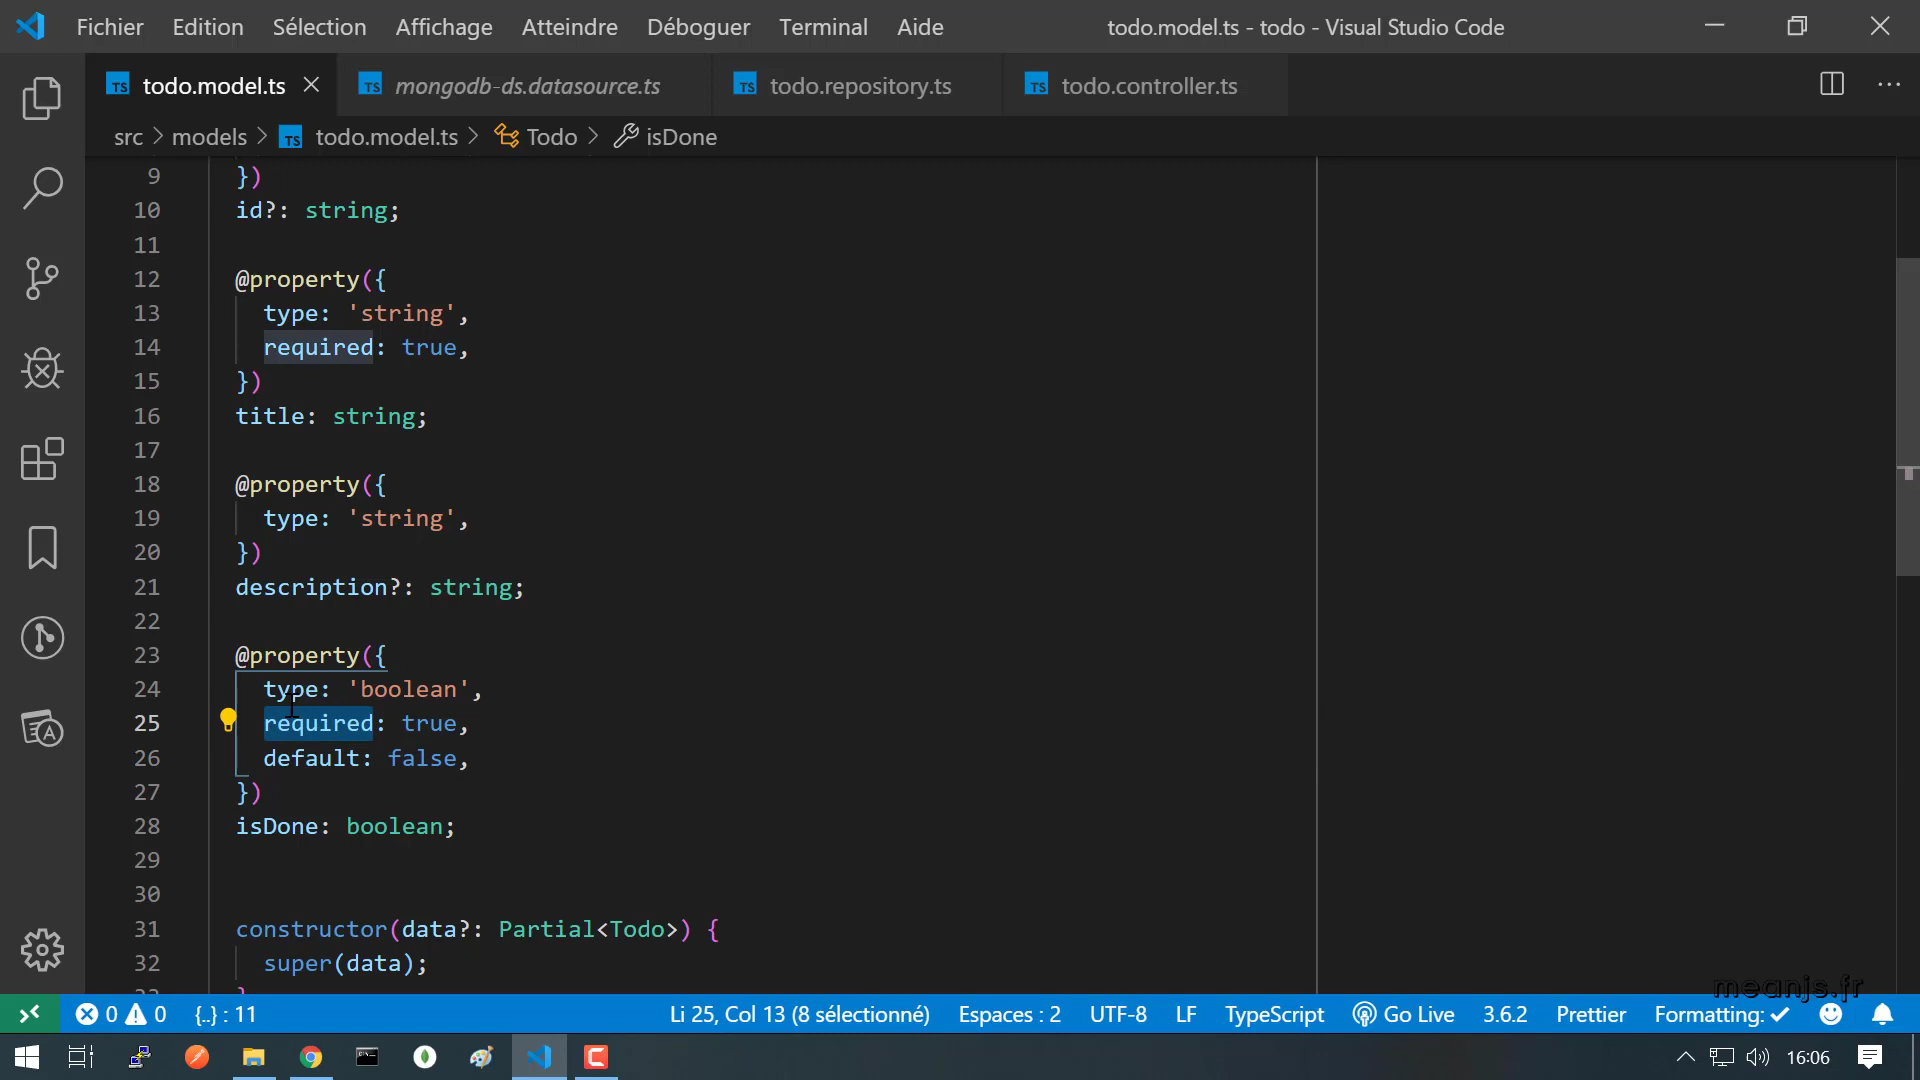 Fichier Edition Sélection Affichage Atteindre Déboguer Terminal Aide todo.model.ts - todo - Visual Studio Code
TS todo.model.ts TS mongodb-ds.datasource.ts TS todo.repository.ts TS todo.controller.ts
src > models > TS todo.model.ts > Todo > isDone
9 })
10 id?: string;
11
12 @property({
13 type: 'string',
14 required: true,
15 })
16 title: string;
17
18 @property({
19 type: 'string',
20 })
21 description?: string;
22
23 @property({
24 type: 'boolean',
25 required: true,
26 default: false,
27 })
28 isDone: boolean;
29
30
31 constructor(data?: Partial<Todo>) {
32 super(data);
33 }
meanjs.fr
0 0 {..} : 11 Li 25, Col 13 (8 sélectionné) Espaces : 2 UTF-8 LF TypeScript Go Live 3.6.2 Prettier Formatting:
16:06